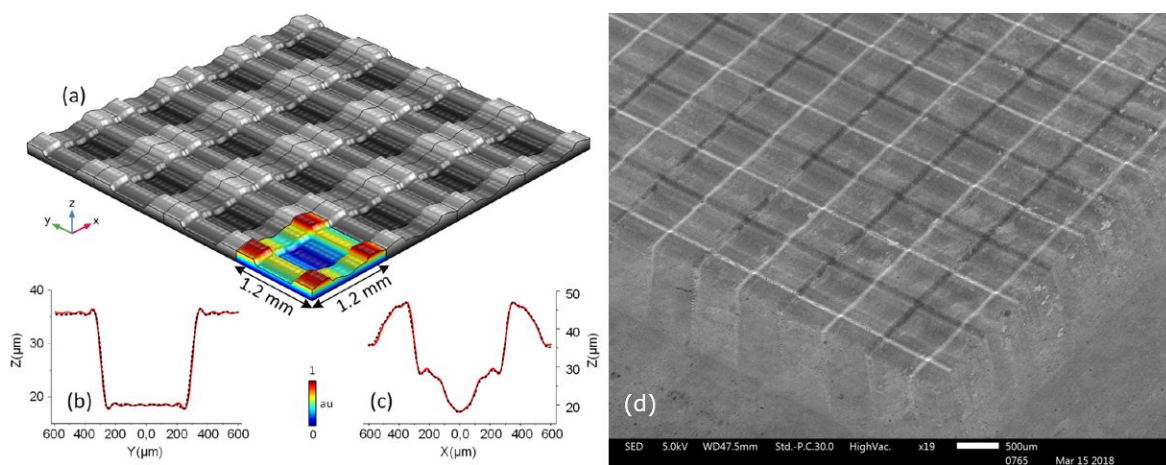 (a)
z
y
x
1.2 mm
1.2 mm
40
30
20
Z(µm)
(b)
600 400 200 0,0 200 400 600
Y(µm)
1
au
0
50
40
30
20
Z(µm)
(c)
600 400 200 0,0 200 400 600
X(µm)
(d)
SED 5.0kV WD47.5mm Std.-P.C.30.0 HighVac. x19 500um
0765 Mar 15 2018